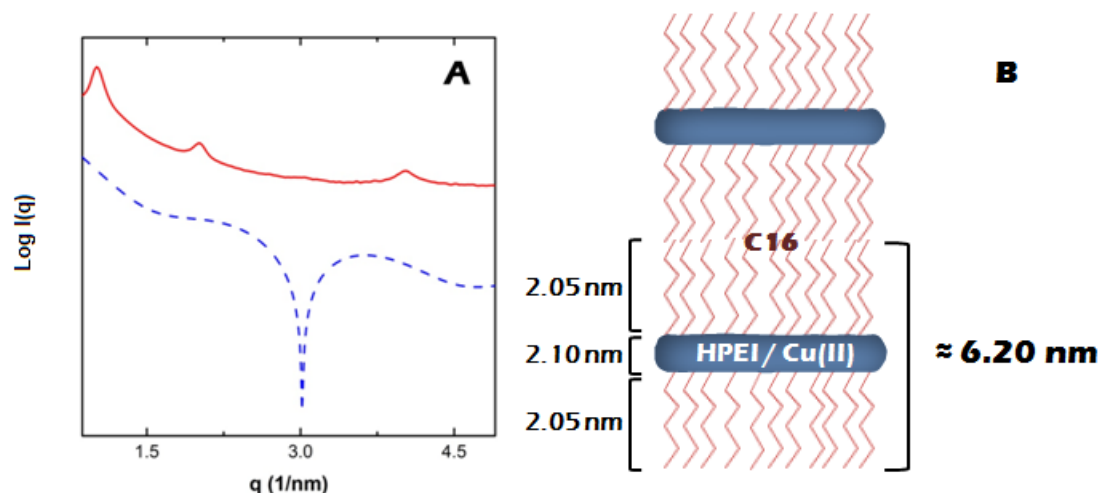 A
Log I(q)
1.5 3.0 4.5
q (1/nm)
B
C16
2.05 nm
2.10 nm
HPEI / Cu(II)
≈ 6.20 nm
2.05 nm